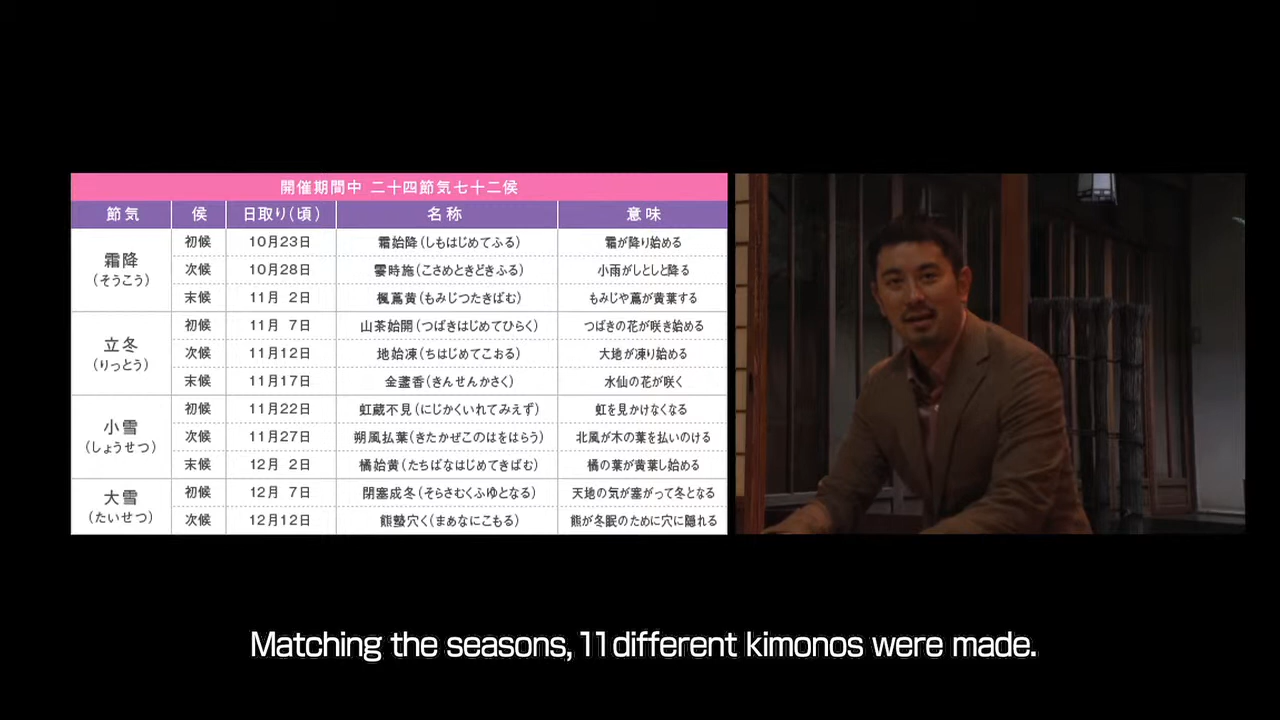 開催期間中 二十四節気七十二侯
節気 侯 日取り(頃) 名称 意味
霜降 (そうこう)
初候 10月23日 霜始降(しもはじめてふる) 霜が降り始める
次候 10月28日 霎時施(こさめときどきふる) 小雨がしとしと降る
末候 11月 2日 楓蔦黄(もみじつたきばむ) もみじや蔦が黄葉する
立冬 (りっとう)
初候 11月 7日 山茶始開(つばきはじめてひらく) つばきの花が咲き始める
次候 11月12日 地始凍(ちはじめてこおる) 大地が凍り始める
末候 11月17日 金盞香(きんせんかさく) 水仙の花が咲く
小雪 (しょうせつ)
初候 11月22日 虹蔵不見(にじかくいれてみえず) 虹を見かけなくなる
次候 11月27日 朔風払葉(きたかぜこのはをはらう) 北風が木の葉を払いのける
末候 12月 2日 橘始黄(たちばなはじめてきばむ) 橘の葉が黄葉し始める
大雪 (たいせつ)
初候 12月 7日 閉塞成冬(そらさむくふゆとなる) 天地の気が塞がって冬となる
次候 12月12日 熊蟄穴く(まぁなにこもる) 熊が冬眠のために穴に隠れる
Matching the seasons, 11different kimonos were made.